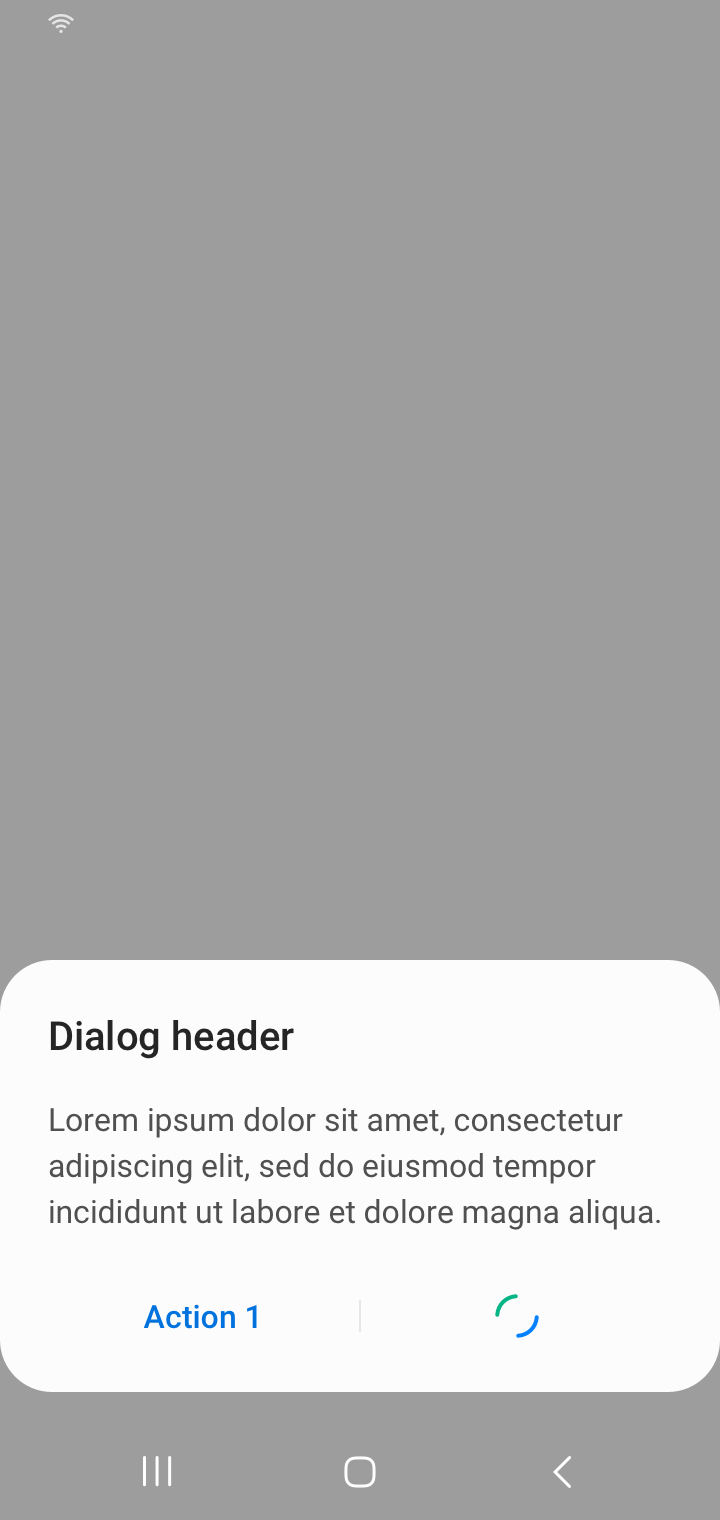 Dialog header
Lorem ipsum dolor sit amet, consectetur
adipiscing elit, sed do eiusmod tempor
incididunt ut labore et dolore magna aliqua.
Action 1